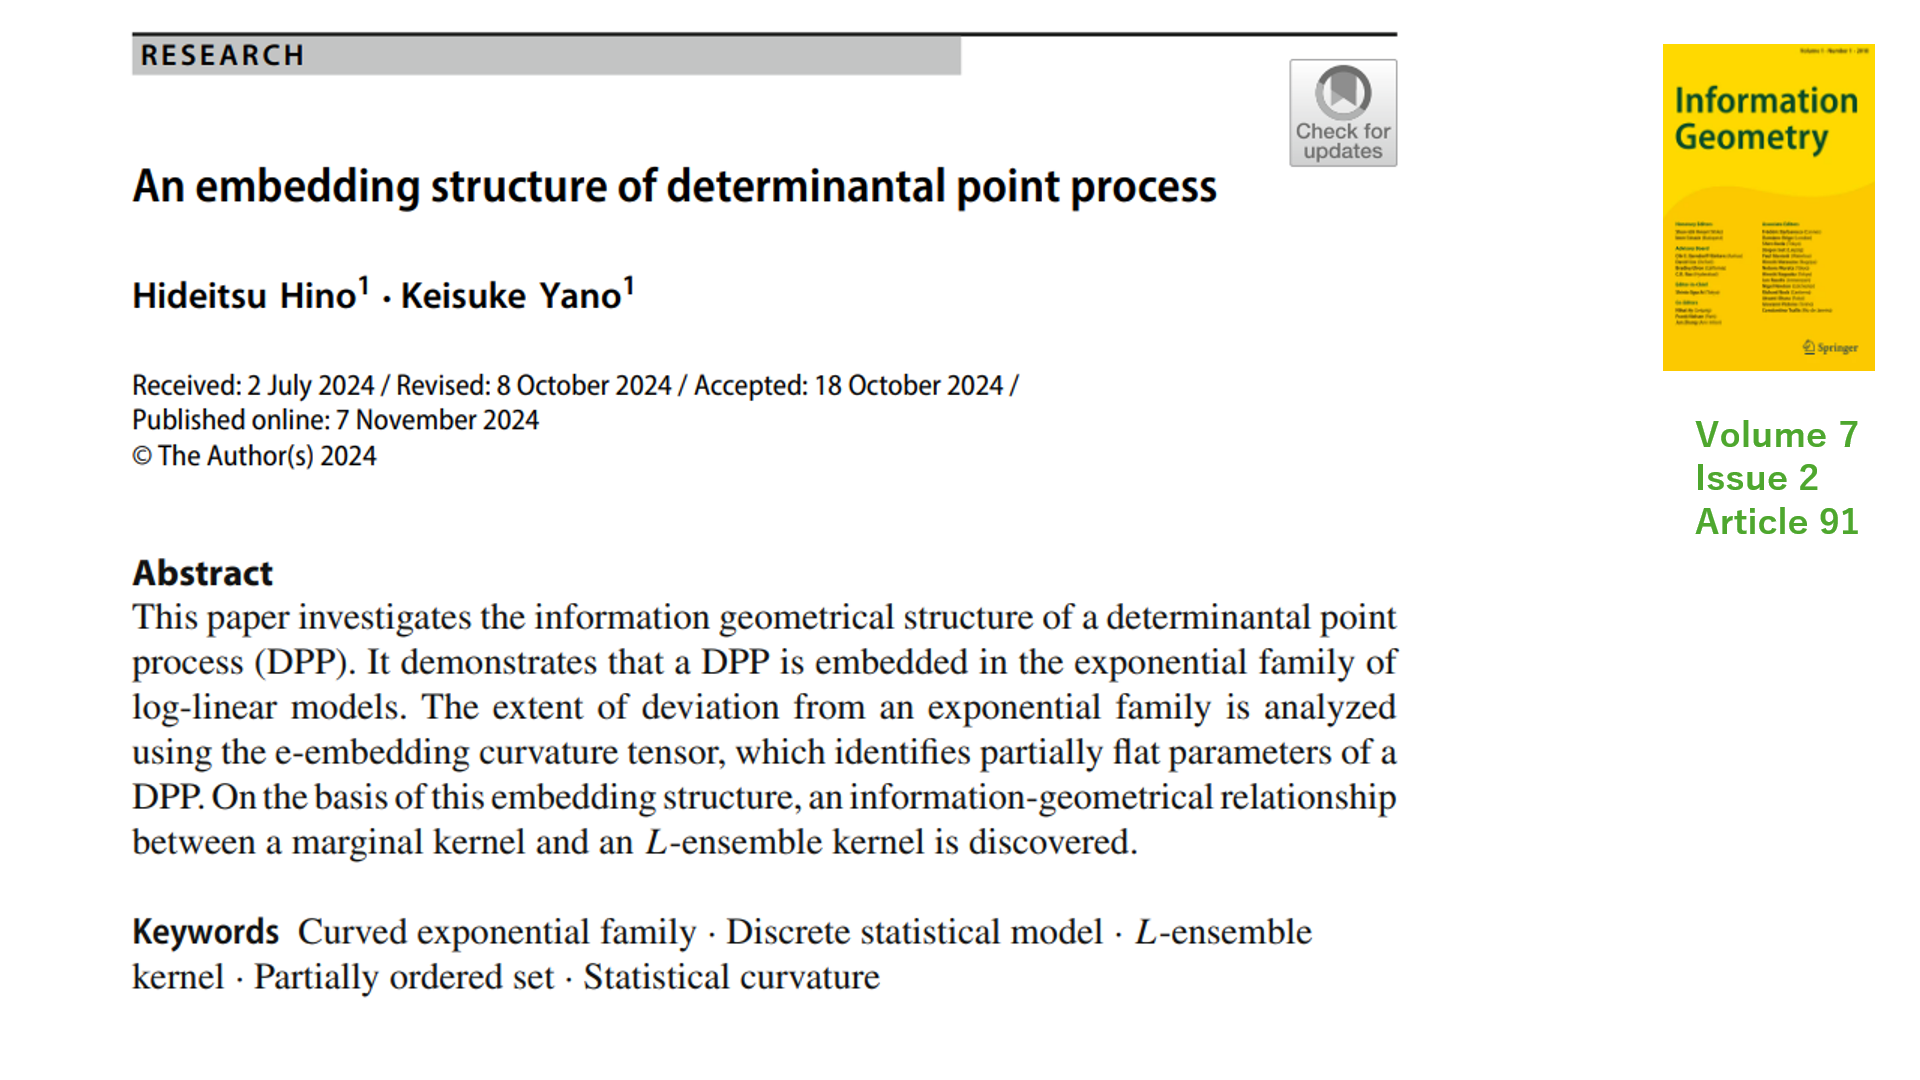 RESEARCH
Check for
updates
An embedding structure of determinantal point process
Hideitsu Hino1 · Keisuke Yano1
Received: 2 July 2024 / Revised: 8 October 2024 / Accepted: 18 October 2024 /
Published online: 7 November 2024
© The Author(s) 2024
Abstract
This paper investigates the information geometrical structure of a determinantal point
process (DPP). It demonstrates that a DPP is embedded in the exponential family of
log-linear models. The extent of deviation from an exponential family is analyzed
using the e-embedding curvature tensor, which identifies partially flat parameters of a
DPP. On the basis of this embedding structure, an information-geometrical relationship
between a marginal kernel and an L-ensemble kernel is discovered.
Keywords Curved exponential family · Discrete statistical model · L-ensemble
kernel · Partially ordered set · Statistical curvature
Information
Geometry
Springer
Volume 7
Issue 2
Article 91